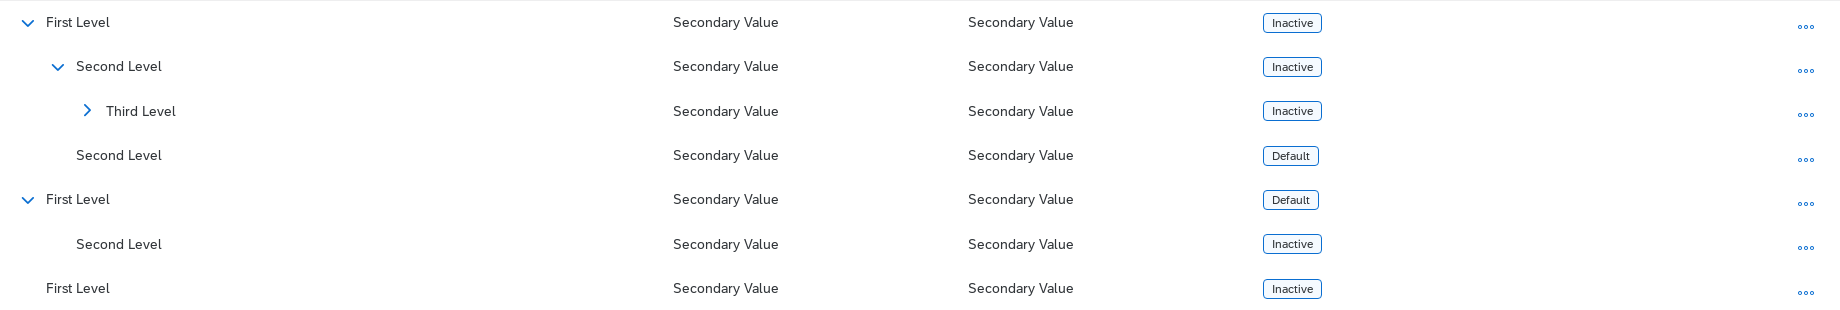 First Level Secondary Value Secondary Value Inactive
Second Level Secondary Value Secondary Value Inactive
Third Level Secondary Value Secondary Value Inactive
Second Level Secondary Value Secondary Value Default
First Level Secondary Value Secondary Value Default
Second Level Secondary Value Secondary Value Inactive
First Level Secondary Value Secondary Value Inactive